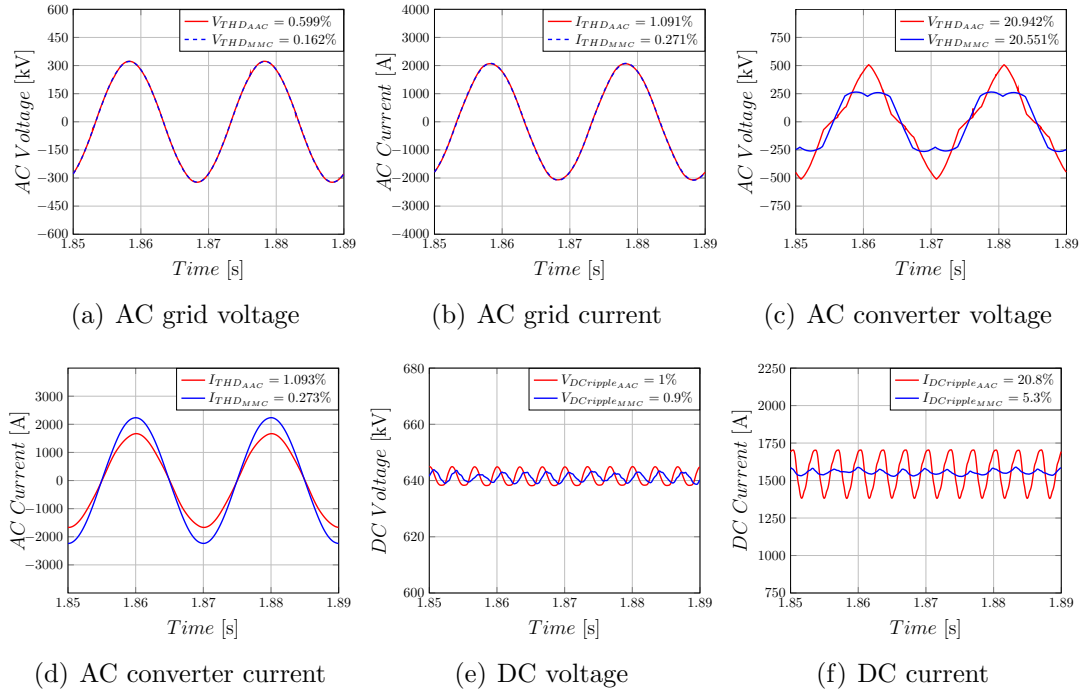 AC Voltage [kV]
600
450
300
150
0
−150
−300
−450
−600
V_THD_AAC = 0.599%
V_THD_MMC = 0.162%
1.85 1.86 1.87 1.88 1.89
Time [s]
(a) AC grid voltage
AC Current [A]
4000
3000
2000
1000
0
−1000
−2000
−3000
−4000
I_THD_AAC = 1.091%
I_THD_MMC = 0.271%
1.85 1.86 1.87 1.88 1.89
Time [s]
(b) AC grid current
AC Voltage [kV]
750
500
250
0
−250
−500
−750
V_THD_AAC = 20.942%
V_THD_MMC = 20.551%
1.85 1.86 1.87 1.88 1.89
Time [s]
(c) AC converter voltage
AC Current [A]
3000
2000
1000
0
−1000
−2000
−3000
I_THD_AAC = 1.093%
I_THD_MMC = 0.273%
1.85 1.86 1.87 1.88 1.89
Time [s]
(d) AC converter current
DC Voltage [kV]
680
660
640
620
600
V_DCripple_AAC = 1%
V_DCripple_MMC = 0.9%
1.85 1.86 1.87 1.88 1.89
Time [s]
(e) DC voltage
DC Current [A]
2250
2000
1750
1500
1250
1000
750
I_DCripple_AAC = 20.8%
I_DCripple_MMC = 5.3%
1.85 1.86 1.87 1.88 1.89
Time [s]
(f) DC current